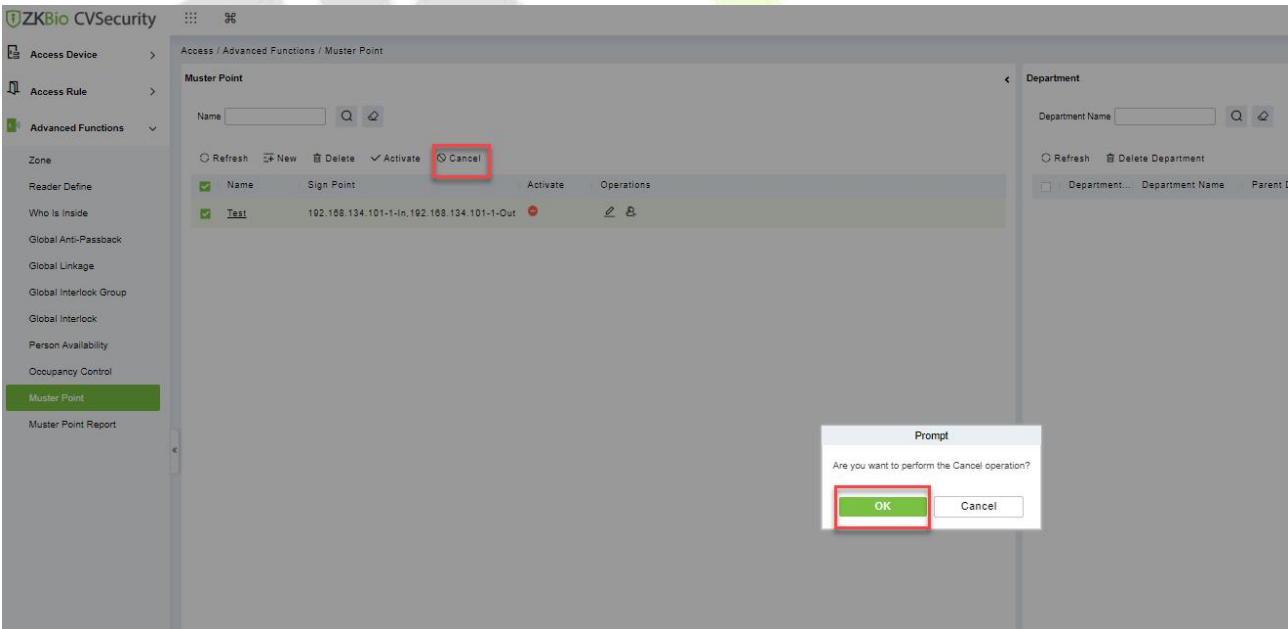 ZKBio CVSecurity
Access Device
Access Rule
Advanced Functions
Zone
Reader Define
Who Is Inside
Global Anti-Passback
Global Linkage
Global Interlock Group
Global Interlock
Person Availability
Occupancy Control
Muster Point
Muster Point Report
Access / Advanced Functions / Muster Point
Muster Point
Name
Refresh New Delete Activate Cancel
Name Sign Point Activate Operations
Test 192.168.134.101-1-In,192.168.134.101-1-Out
Department
Department Name
Refresh Delete Department
Department... Department Name Parent D
Prompt
Are you want to perform the Cancel operation?
OK Cancel